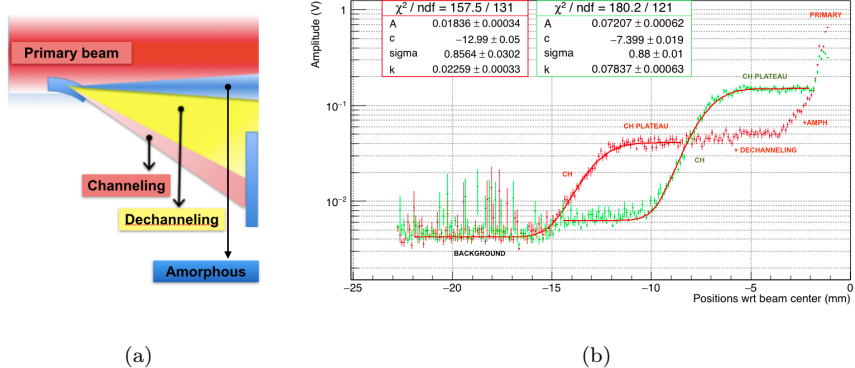 Primary beam
Channeling
Dechanneling
Amorphous
(a)
Amplitude (V)
1
10⁻¹
10⁻²
χ² / ndf = 157.5 / 131
A 0.01836 ± 0.00034
c −12.99 ± 0.05
sigma 0.8564 ± 0.0302
k 0.02259 ± 0.00033
χ² / ndf = 180.2 / 121
A 0.07207 ± 0.00062
c −7.399 ± 0.019
sigma 0.88 ± 0.01
k 0.07837 ± 0.00063
PRIMARY
CH PLATEAU
CH PLATEAU
+AMPH
+ DECHANNELING
CH
CH
BACKGROUND
−25 −20 −15 −10 −5 0
Positions wrt beam center (mm)
(b)